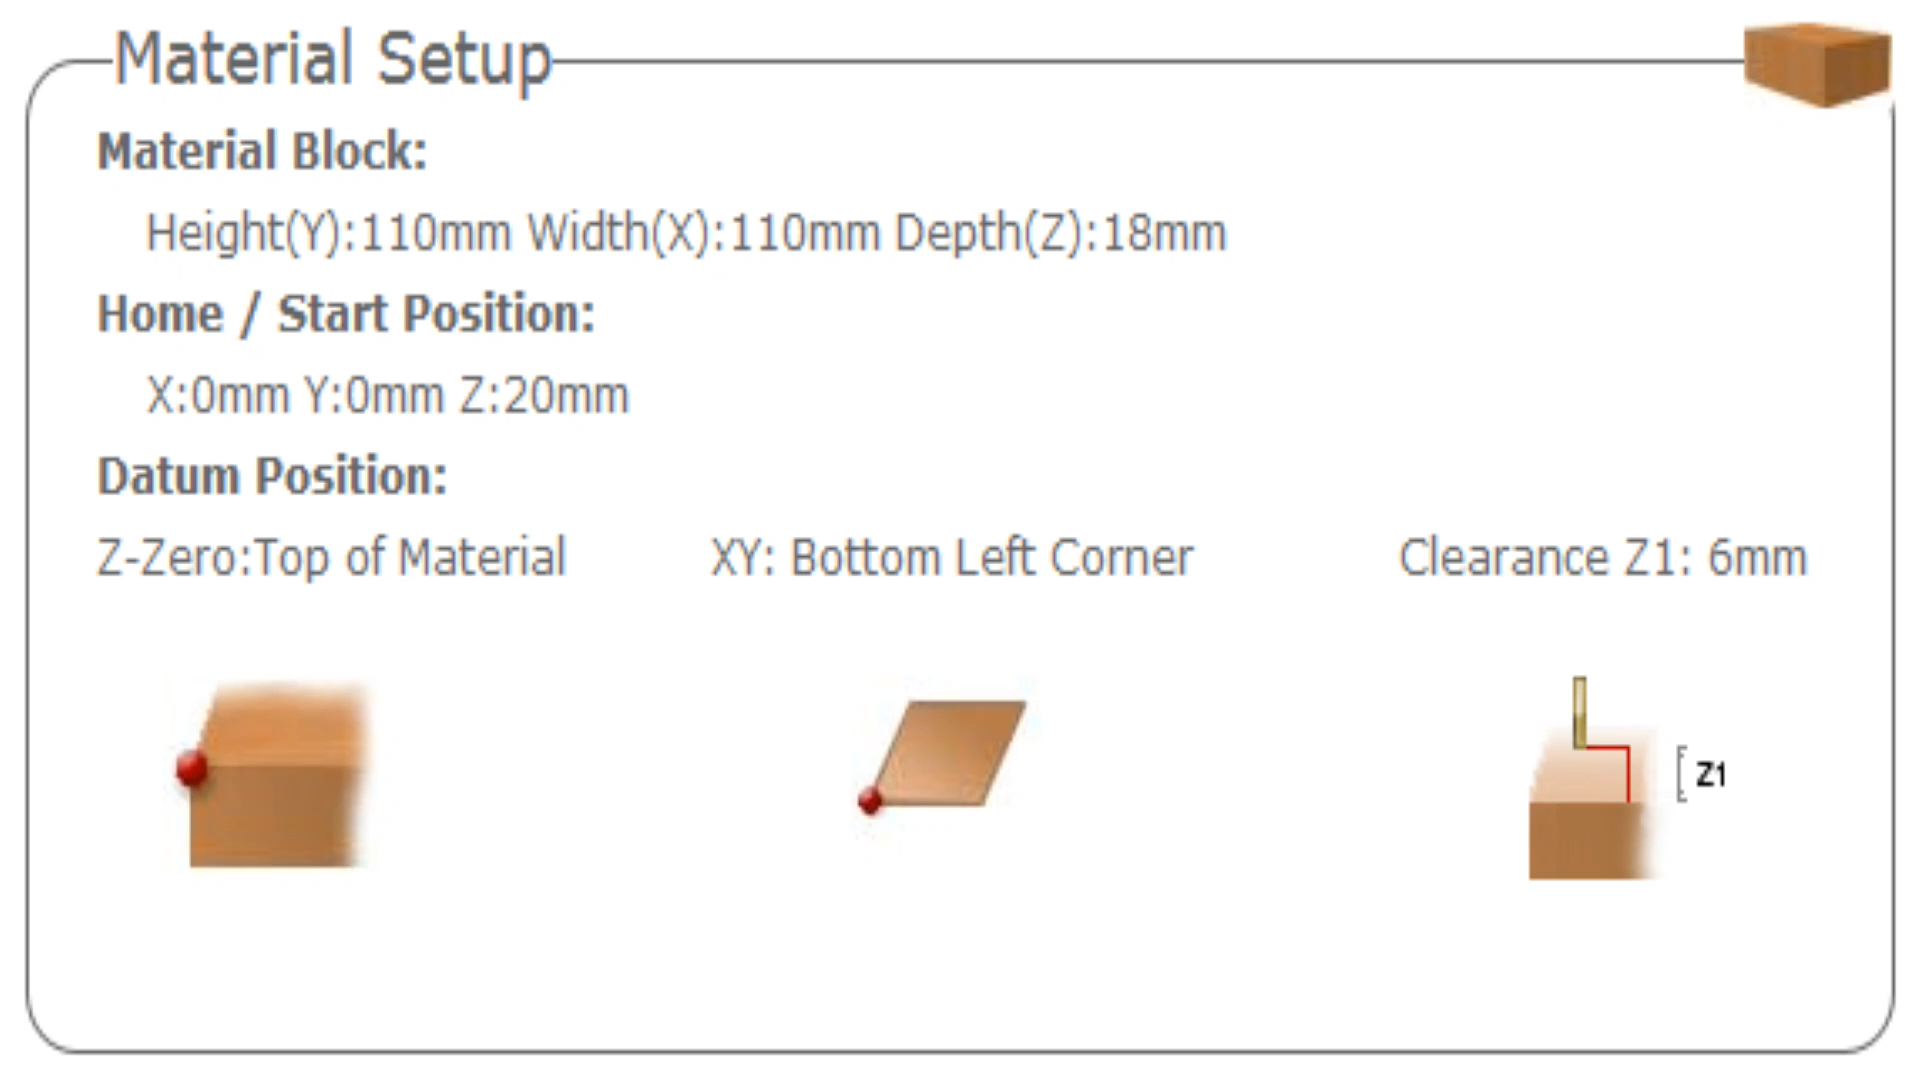 Material Setup
Material Block:
Height(Y):110mm Width(X):110mm Depth(Z):18mm
Home / Start Position:
X:0mm Y:0mm Z:20mm
Datum Position:
Z-Zero:Top of Material XY: Bottom Left Corner Clearance Z1: 6mm
Z1